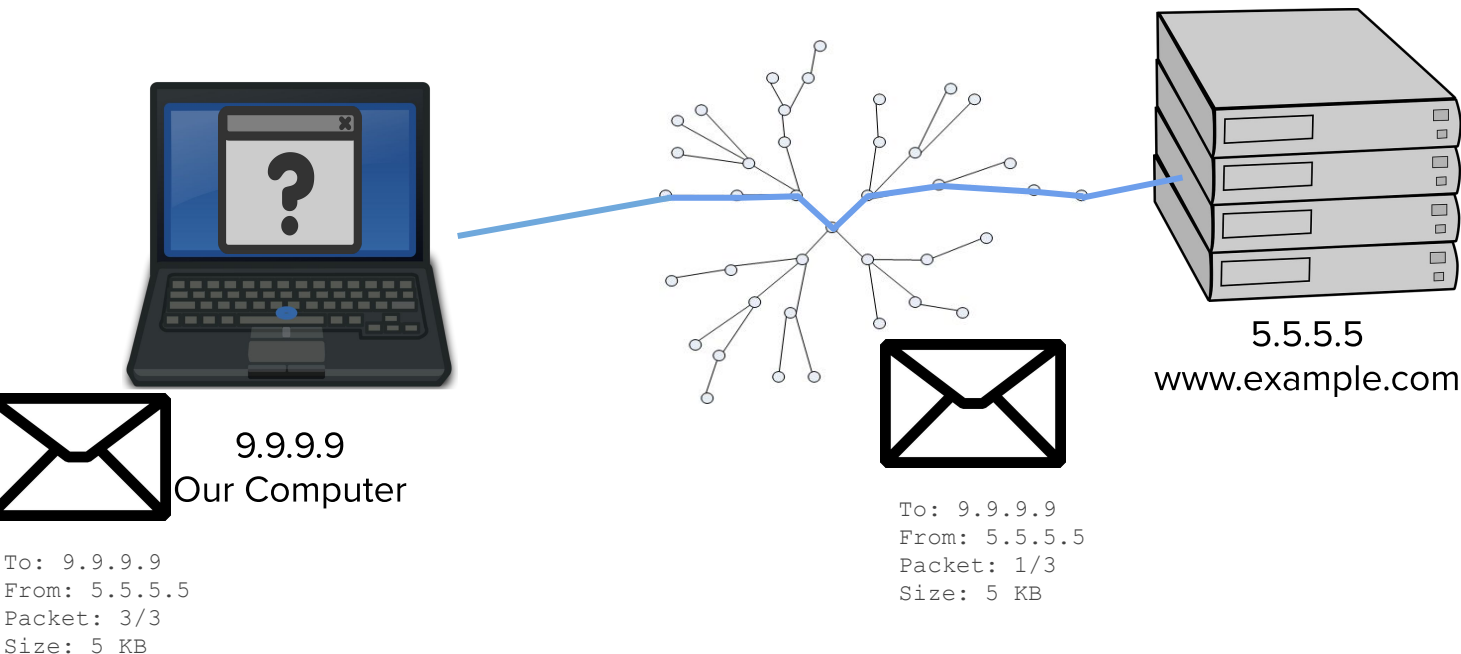 ?
5.5.5.5
www.example.com
9.9.9.9
Our Computer
To: 9.9.9.9
From: 5.5.5.5
Packet: 1/3
Size: 5 KB
To: 9.9.9.9
From: 5.5.5.5
Packet: 3/3
Size: 5 KB